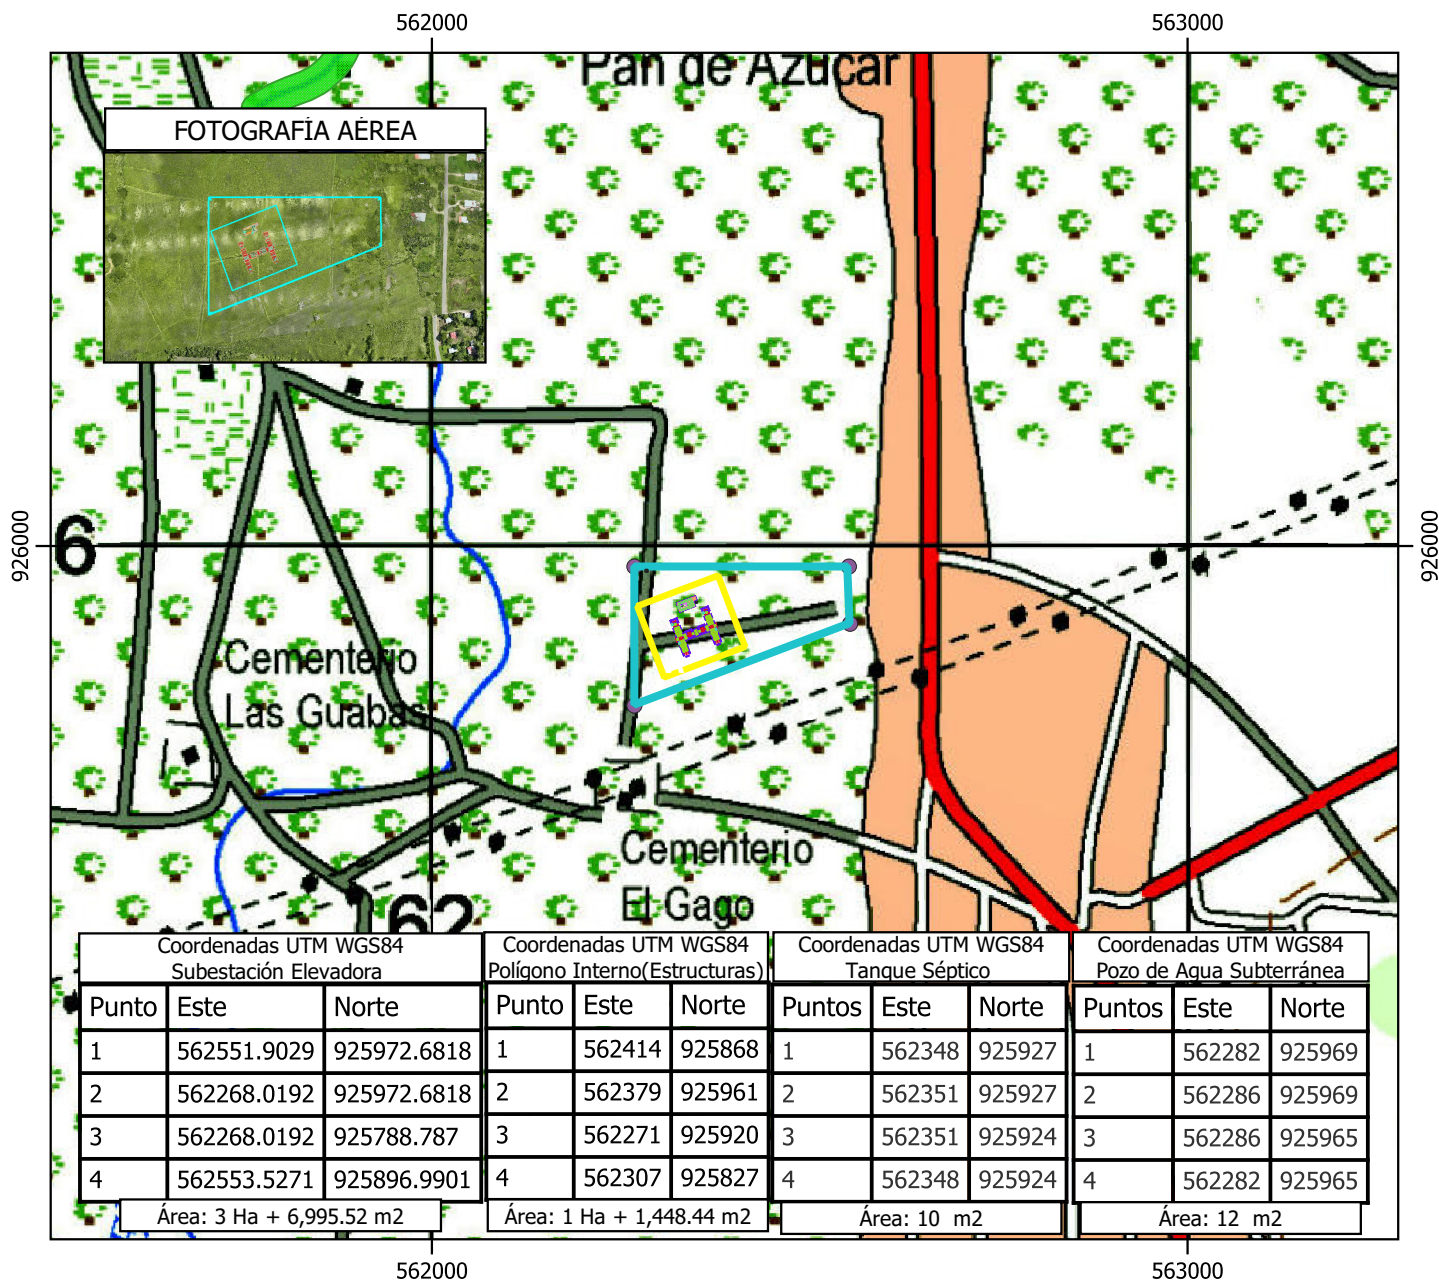 562000
563000
Pan de Azucar
FOTOGRAFÍA AÉREA
926000
926000
6
Cementerio
Las Guabas
Cementerio
El Gago
62
Coordenadas UTM WGS84
Subestación Elevadora
Punto Este Norte
1 562551.9029 925972.6818
2 562268.0192 925972.6818
3 562268.0192 925788.787
4 562553.5271 925896.9901
Área: 3 Ha + 6,995.52 m2
Coordenadas UTM WGS84
Polígono Interno(Estructuras)
Punto Este Norte
1 562414 925868
2 562379 925961
3 562271 925920
4 562307 925827
Área: 1 Ha + 1,448.44 m2
Coordenadas UTM WGS84
Tanque Séptico
Puntos Este Norte
1 562348 925927
2 562351 925927
3 562351 925924
4 562348 925924
Área: 10 m2
Coordenadas UTM WGS84
Pozo de Agua Subterránea
Puntos Este Norte
1 562282 925969
2 562286 925969
3 562286 925965
4 562282 925965
Área: 12 m2
562000
563000